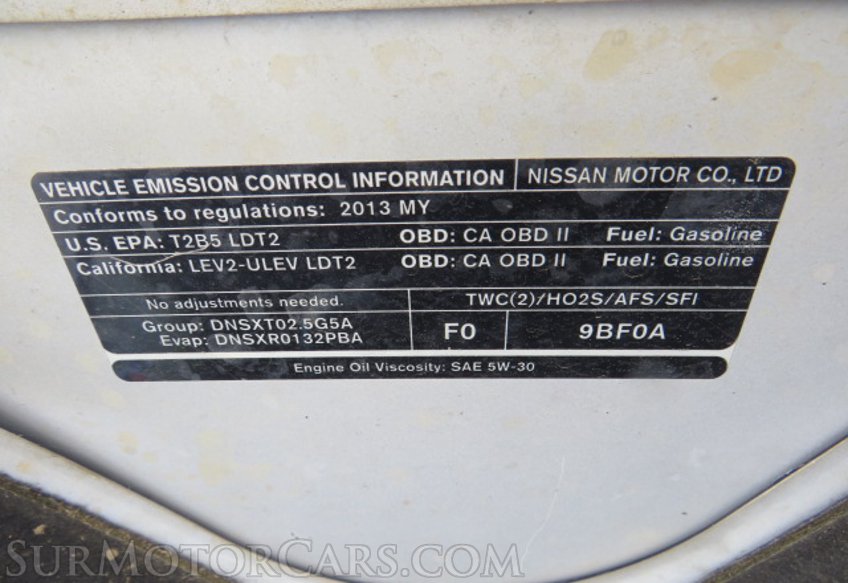 VEHICLE EMISSION CONTROL INFORMATION NISSAN MOTOR CO., LTD
Conforms to regulations: 2013 MY
U.S. EPA: T2B5 LDT2 OBD: CA OBD II Fuel: Gasoline
California: LEV2-ULEV LDT2 OBD: CA OBD II Fuel: Gasoline
No adjustments needed. TWC(2)/HO2S/AFS/SFI
Group: DNSXT02.5G5A
Evap: DNSXR0132PBA
F0 9BF0A
Engine Oil Viscosity: SAE 5W-30
SURMOTORCARS.COM